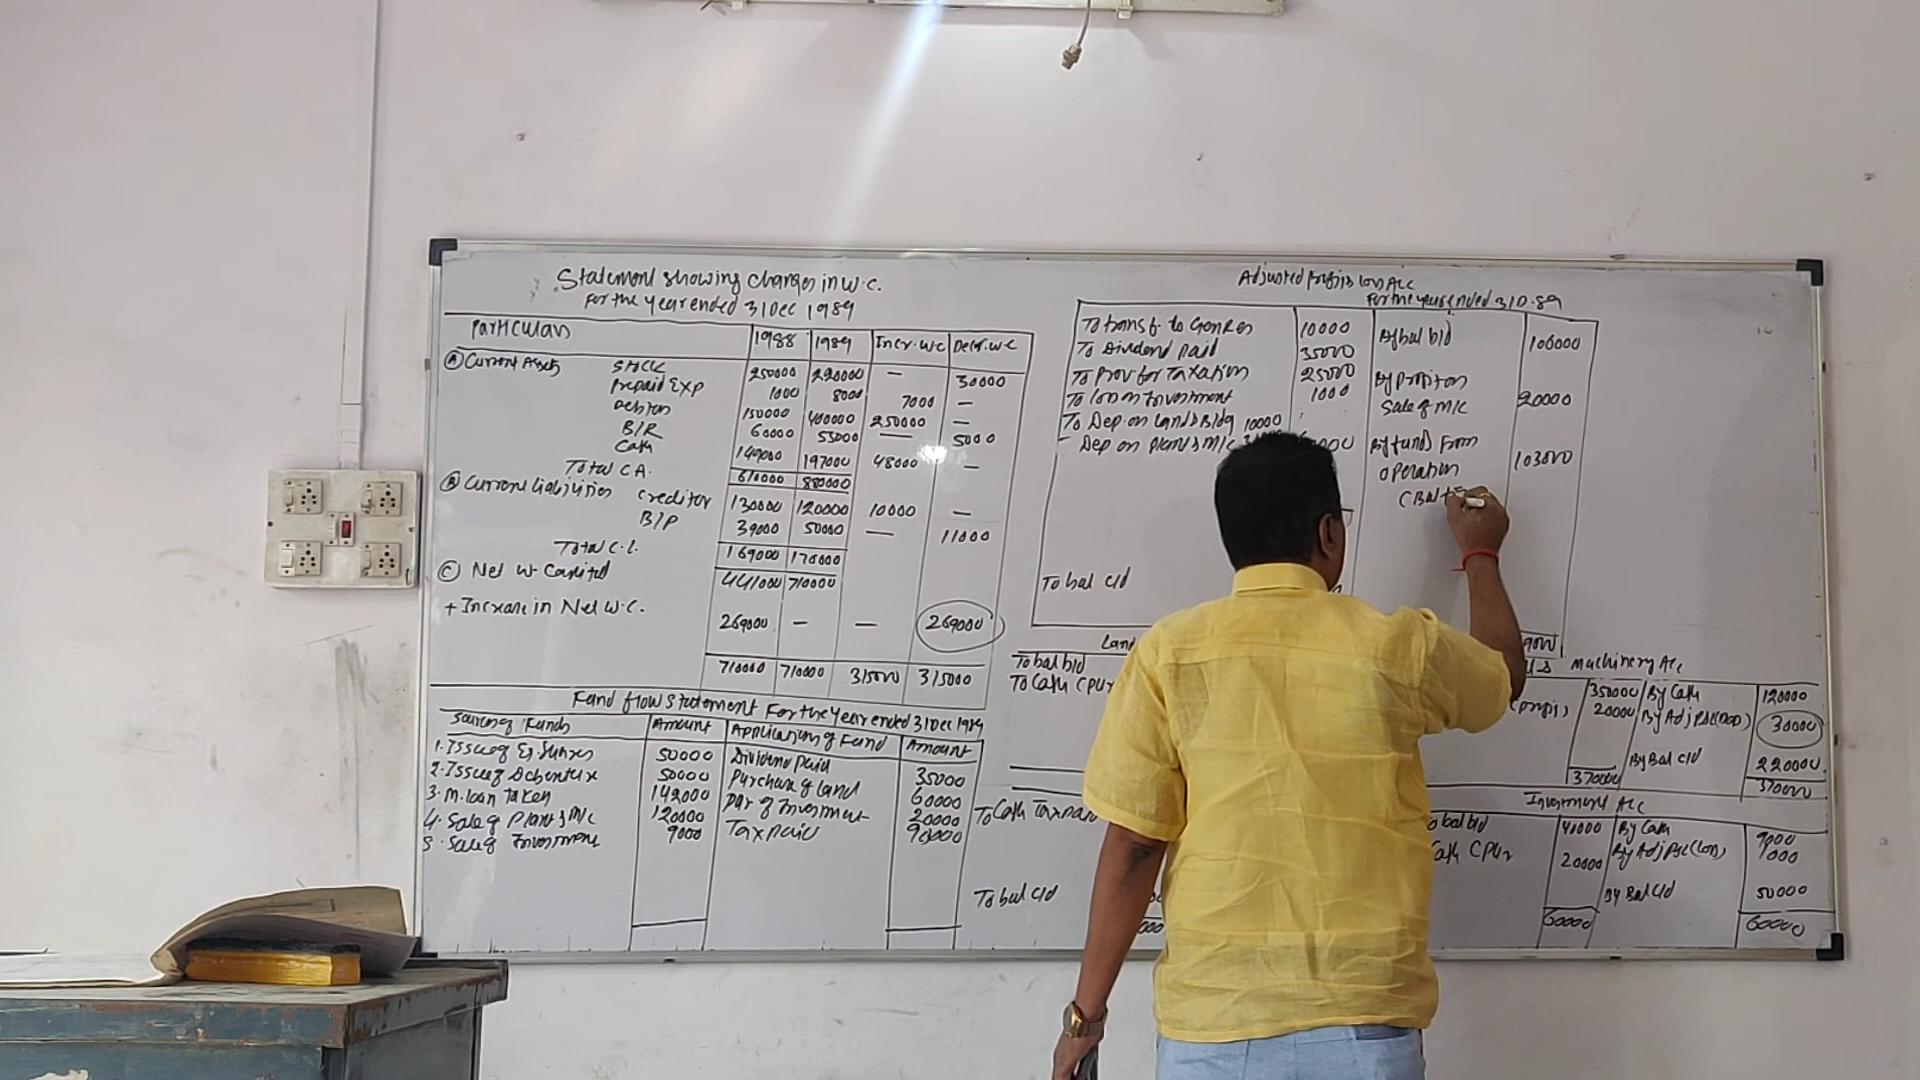 Statement showing changes in W.C.
For the year ended 31 Dec 1989
Particulars 1988 1989 Incr. W.C Decr. W.C
(A) Current Assets Stock 250000 220000 — 30000
Prepaid Exp 1000 8000 7000 —
Debtors 150000 400000 250000 —
B/R 60000 55000 — 5000
Cash 149000 197000 48000 —
Total C.A. 610000 880000
(B) Current liabilities Creditor 130000 120000 10000 —
B/P 39000 50000 — 11000
Total C.L. 169000 170000
(C) Net W. Capital 441000 710000
+ Increase in Net W.C. 269000 — — 269000
710000 710000 315000 315000
Fund flow statement For the year ended 31 Dec 1989
Sources of Funds Amount Application of Fund Amount
1. Issue of Eq. Shares 50000 Dividend paid 35000
2. Issue of Debenture 50000 Purchase of land 60000
3. M. loan taken 142000 Pur of Investment 20000
4. Sale of Plant & M/C 120000 Tax paid
5. Sale of Investment 9000
Adjusted Profit & loss A/c
For the year ended 31 D. 89
To transf. to Gen Res 10000 By bal b/d 100000
To Dividend paid 35000
To Prov for Taxation 25000 By profit on
To loss on Investment 1000 Sale of M/C 20000
To Dep. on Land & Bldg 10000
Dep on Plant & M/C By funds from
operation 103000
To bal c/d
Land
To bal b/d
To Cash (Pur
To Cash Tax paid
To bal c/d
Machinery A/c
350000 By Cash 120000
20000 By Adj P&L (Dep) 30000
By Bal c/d 220000
370000 370000
Investment A/c
bal b/d 40000 By Cash 9000
Cash (Pur 20000 By Adj P&L (Loss) 1000
By Bal c/d 50000
60000 60000